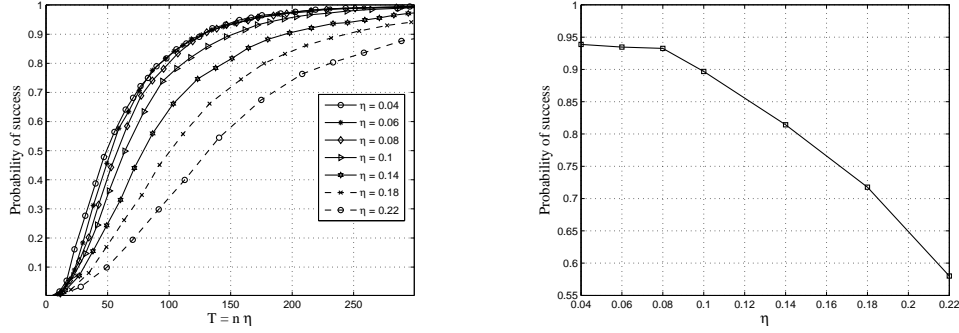 1
0.9
0.8
0.7
0.6
0.5
0.4
0.3
0.2
0.1
0 50 100 150 200 250
Probability of success
T = n η
η = 0.04
η = 0.06
η = 0.08
η = 0.1
η = 0.14
η = 0.18
η = 0.22
1
0.95
0.9
0.85
0.8
0.75
0.7
0.65
0.6
0.55
0.04 0.06 0.08 0.1 0.12 0.14 0.16 0.18 0.2 0.22
Probability of success
η